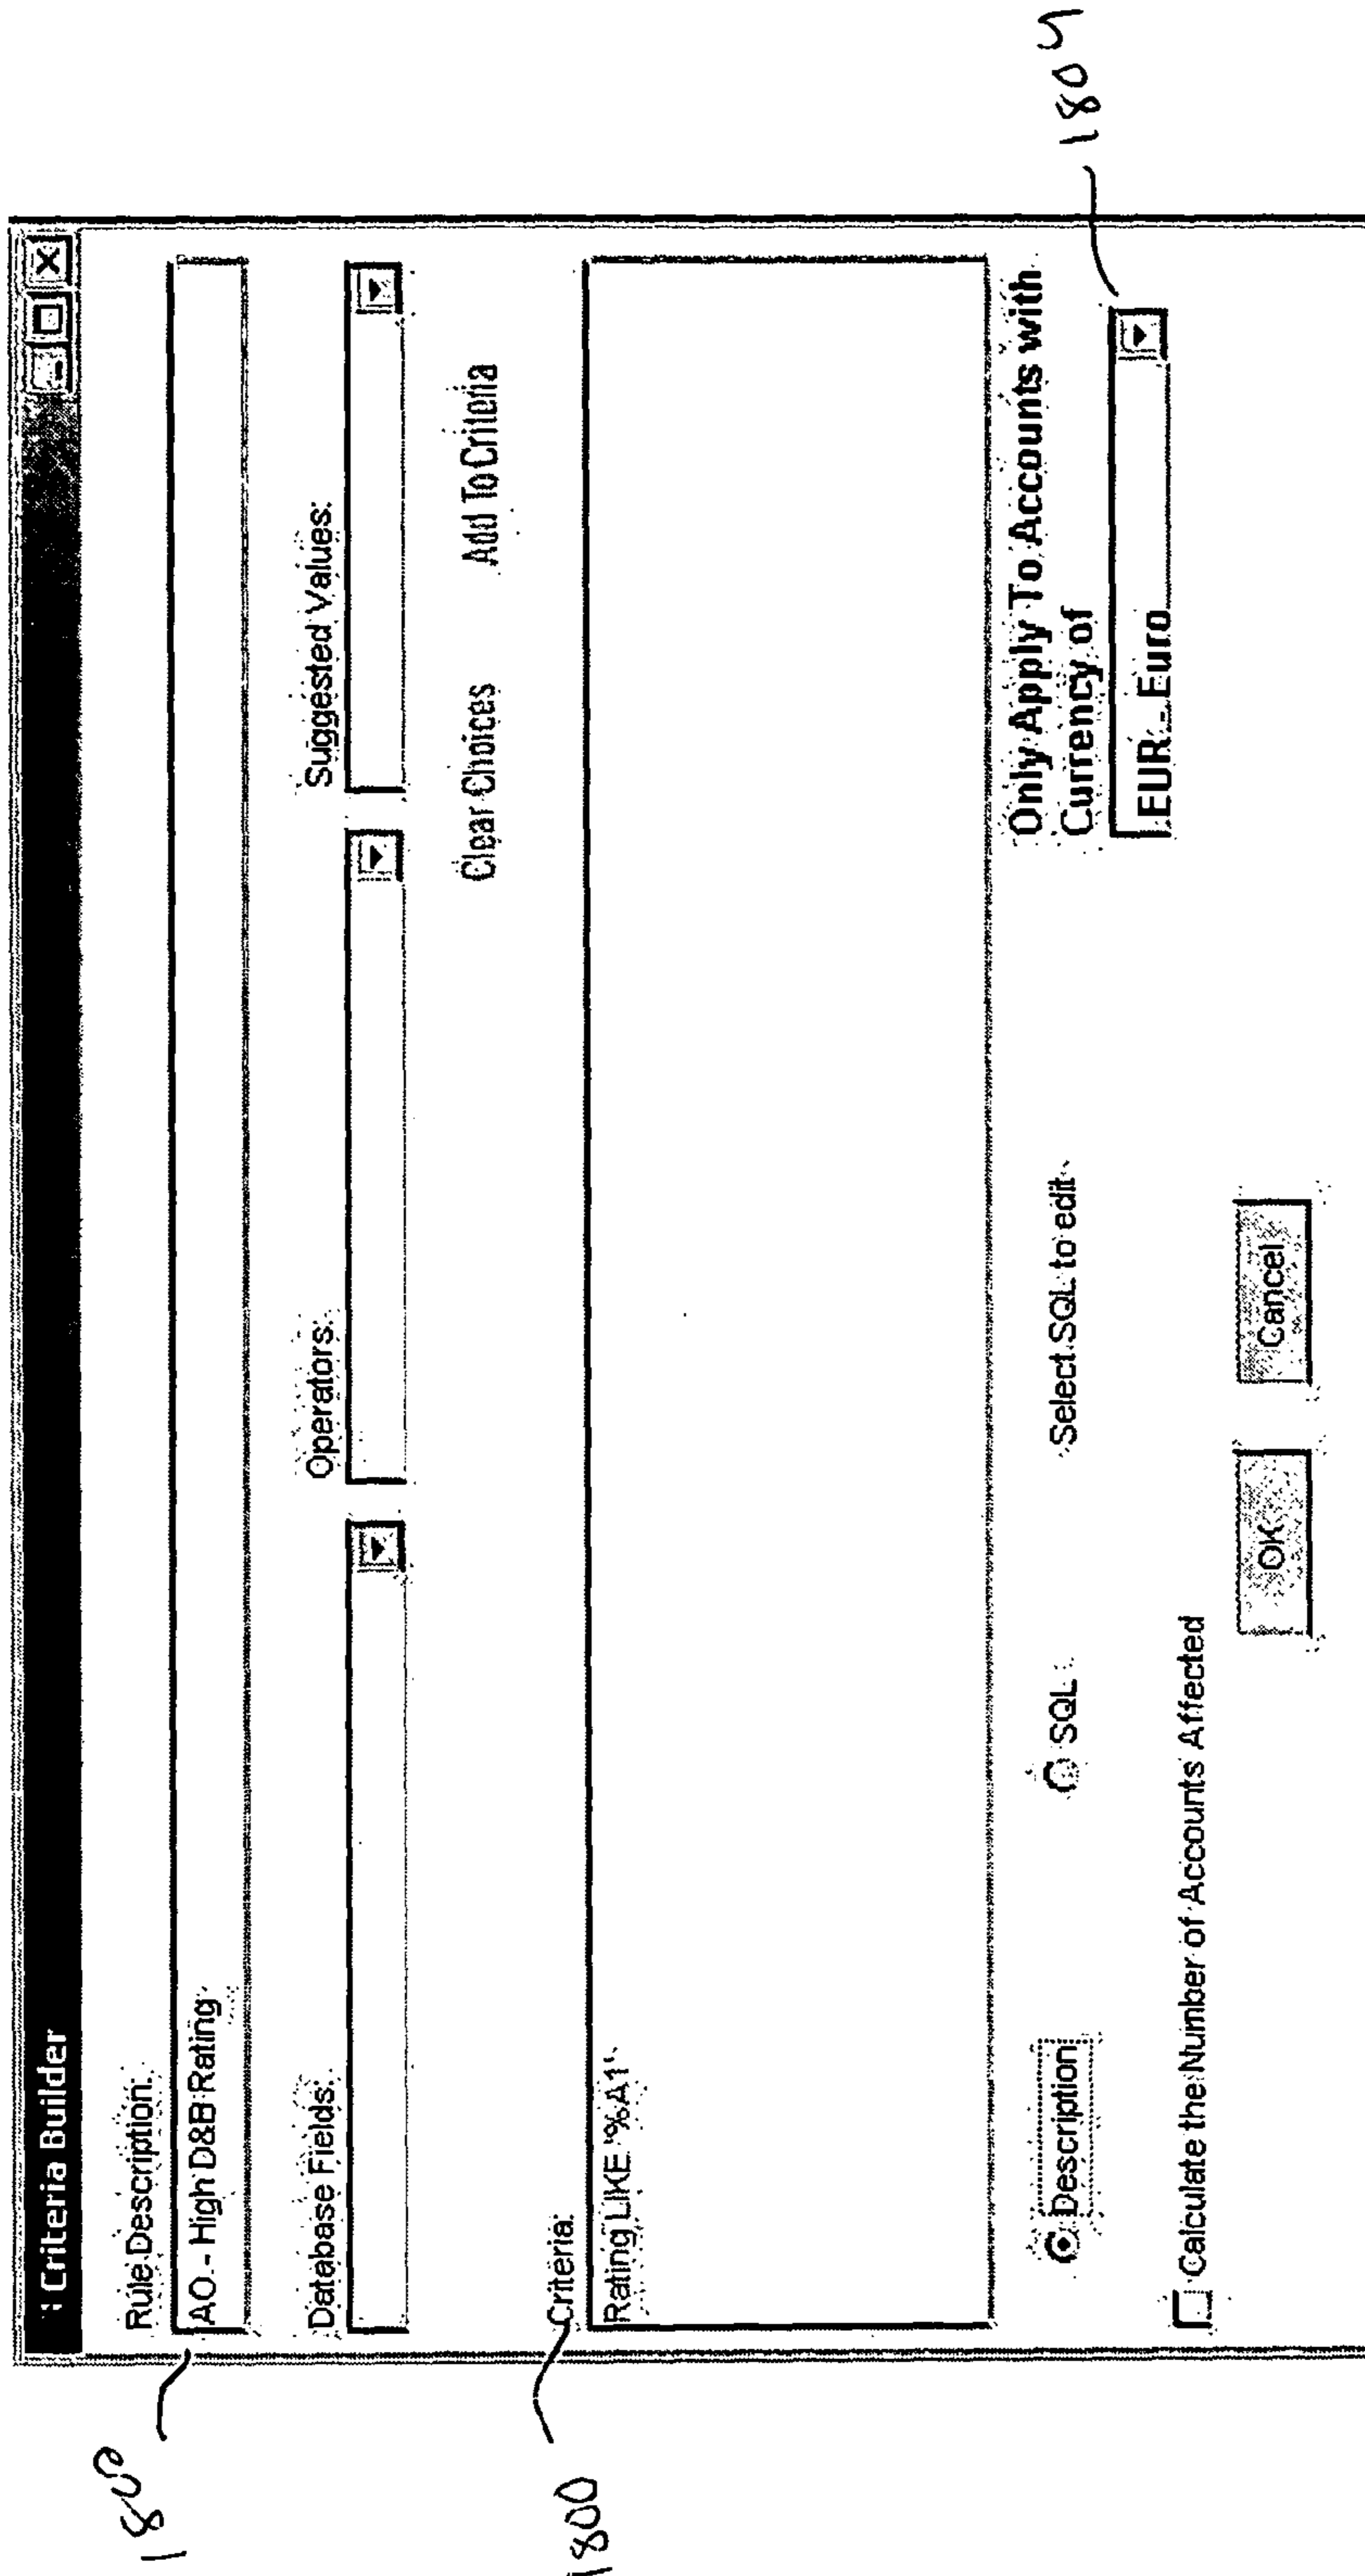 Criteria Builder
Rule Description:
AO - High D&B Rating
Database Fields:
Operators:
Suggested Values:
Clear Choices
Add To Criteria
1800
Criteria:
Rating LIKE '%A1'
Description
SQL
Select SQL to edit
Only Apply To Accounts with
Currency of
EUR - Euro
1804
Calculate the Number of Accounts Affected
OK
Cancel